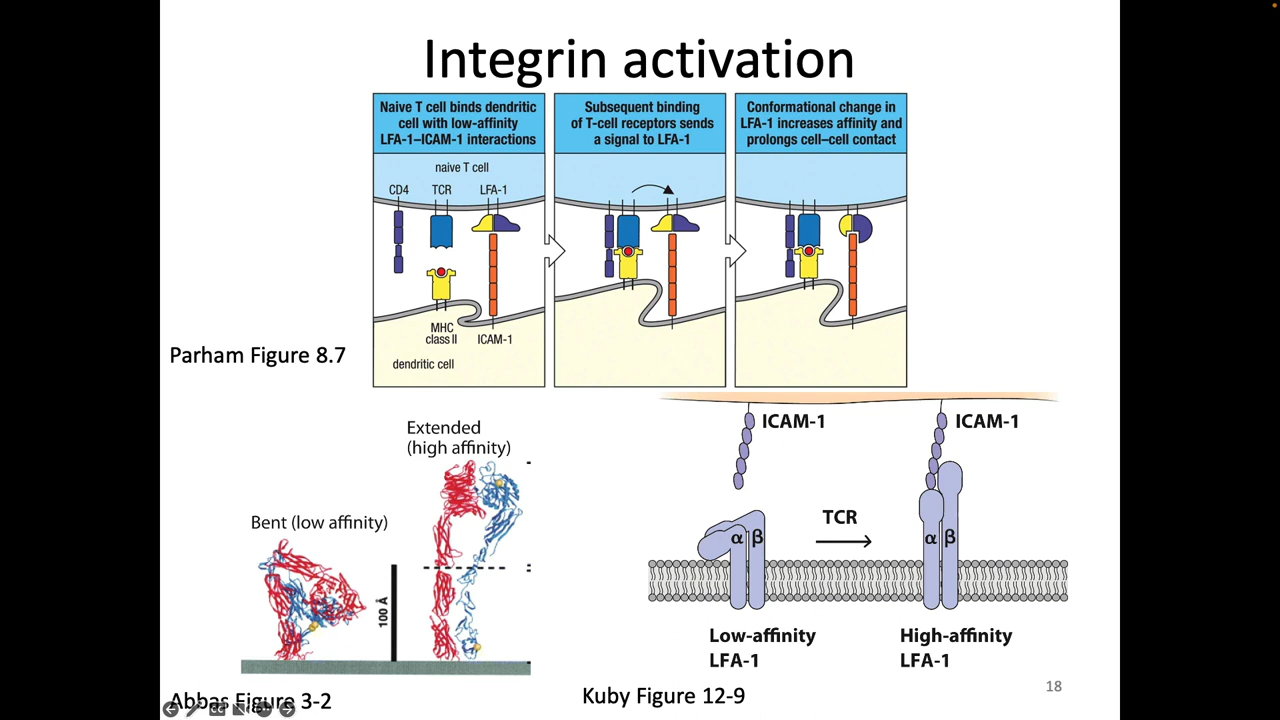 Integrin activation
Naive T cell binds dendritic
cell with low-affinity
LFA-1–ICAM-1 interactions
naive T cell
CD4
TCR
LFA-1
MHC
class II
ICAM-1
dendritic cell
Subsequent binding
of T-cell receptors sends
a signal to LFA-1
Conformational change in
LFA-1 increases affinity and
prolongs cell–cell contact
Parham Figure 8.7
Extended
(high affinity)
Bent (low affinity)
100 Å
Abbas Figure 3-2
ICAM-1
ICAM-1
TCR
α
β
α
β
Low-affinity
LFA-1
High-affinity
LFA-1
Kuby Figure 12-9
18